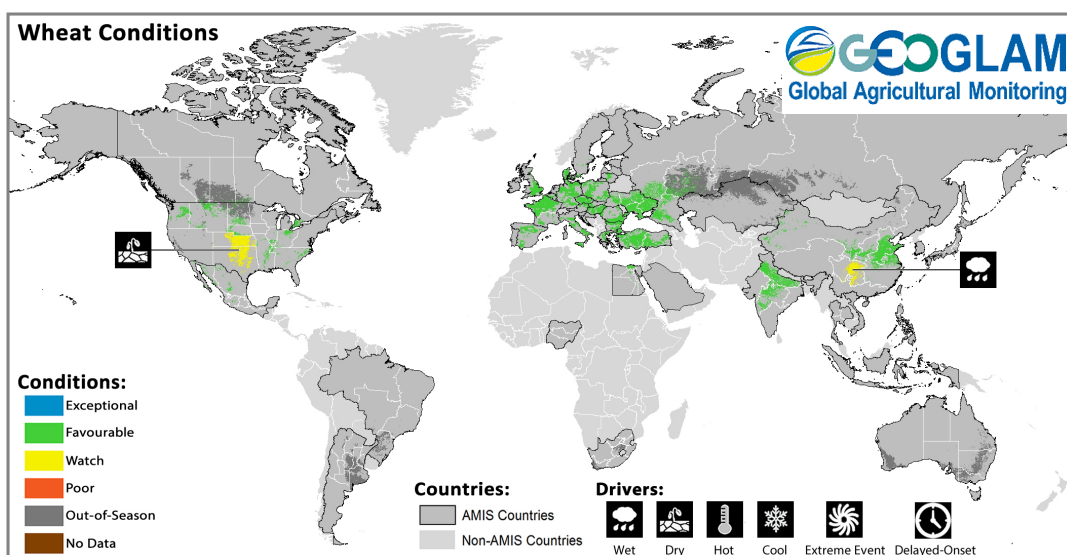 Wheat Conditions
GEOGLAM
Global Agricultural Monitoring
Conditions:
Exceptional
Favourable
Watch
Poor
Out-of-Season
No Data
Countries:
AMIS Countries
Non-AMIS Countries
Drivers:
Wet
Dry
Hot
Cool
Extreme Event
Delayed-Onset